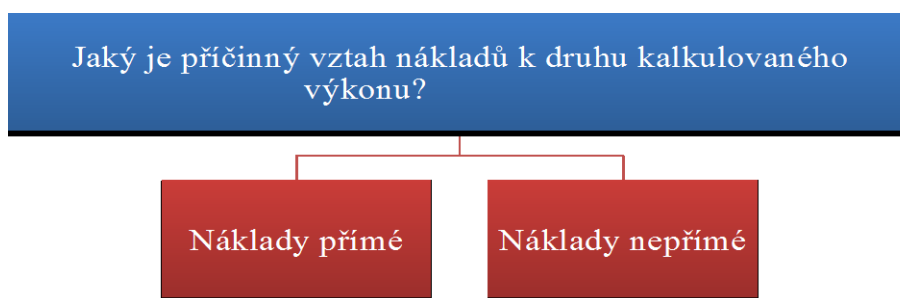 Jaký je příčinný vztah nákladů k druhu kalkulovaného
výkonu?
Náklady přímé
Náklady nepřímé